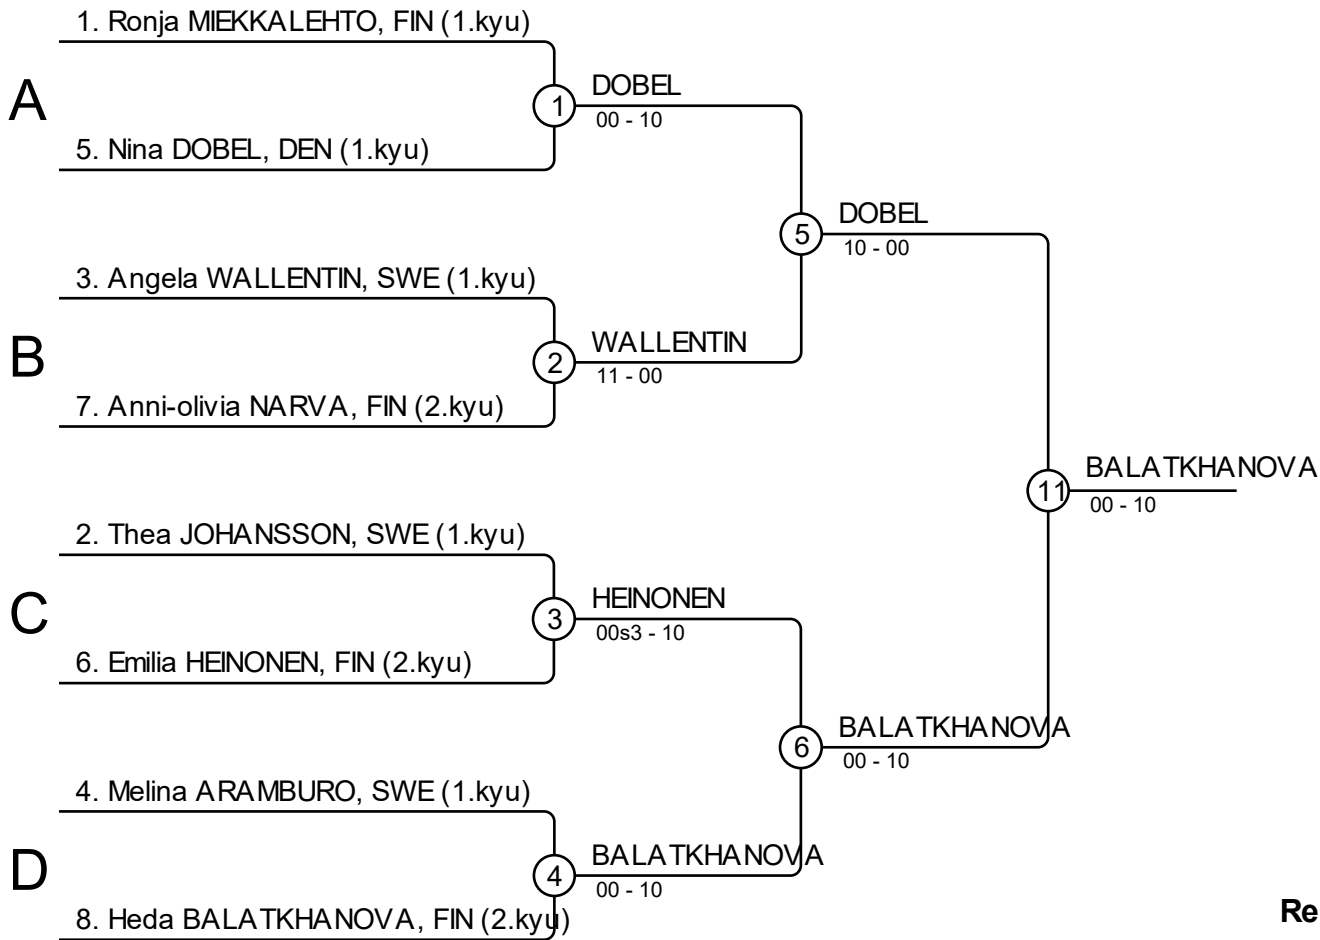 1. Ronja MIEKKALEHTO, FIN (1.kyu)
A
1
DOBEL
00 - 10
5. Nina DOBEL, DEN (1.kyu)
5
DOBEL
10 - 00
3. Angela WALLENTIN, SWE (1.kyu)
B
2
WALLENTIN
11 - 00
7. Anni-olivia NARVA, FIN (2.kyu)
11
BALATKHANOVA
00 - 10
2. Thea JOHANSSON, SWE (1.kyu)
C
3
HEINONEN
00s3 - 10
6. Emilia HEINONEN, FIN (2.kyu)
6
BALATKHANOVA
00 - 10
4. Melina ARAMBURO, SWE (1.kyu)
D
4
BALATKHANOVA
00 - 10
8. Heda BALATKHANOVA, FIN (2.kyu)
Re